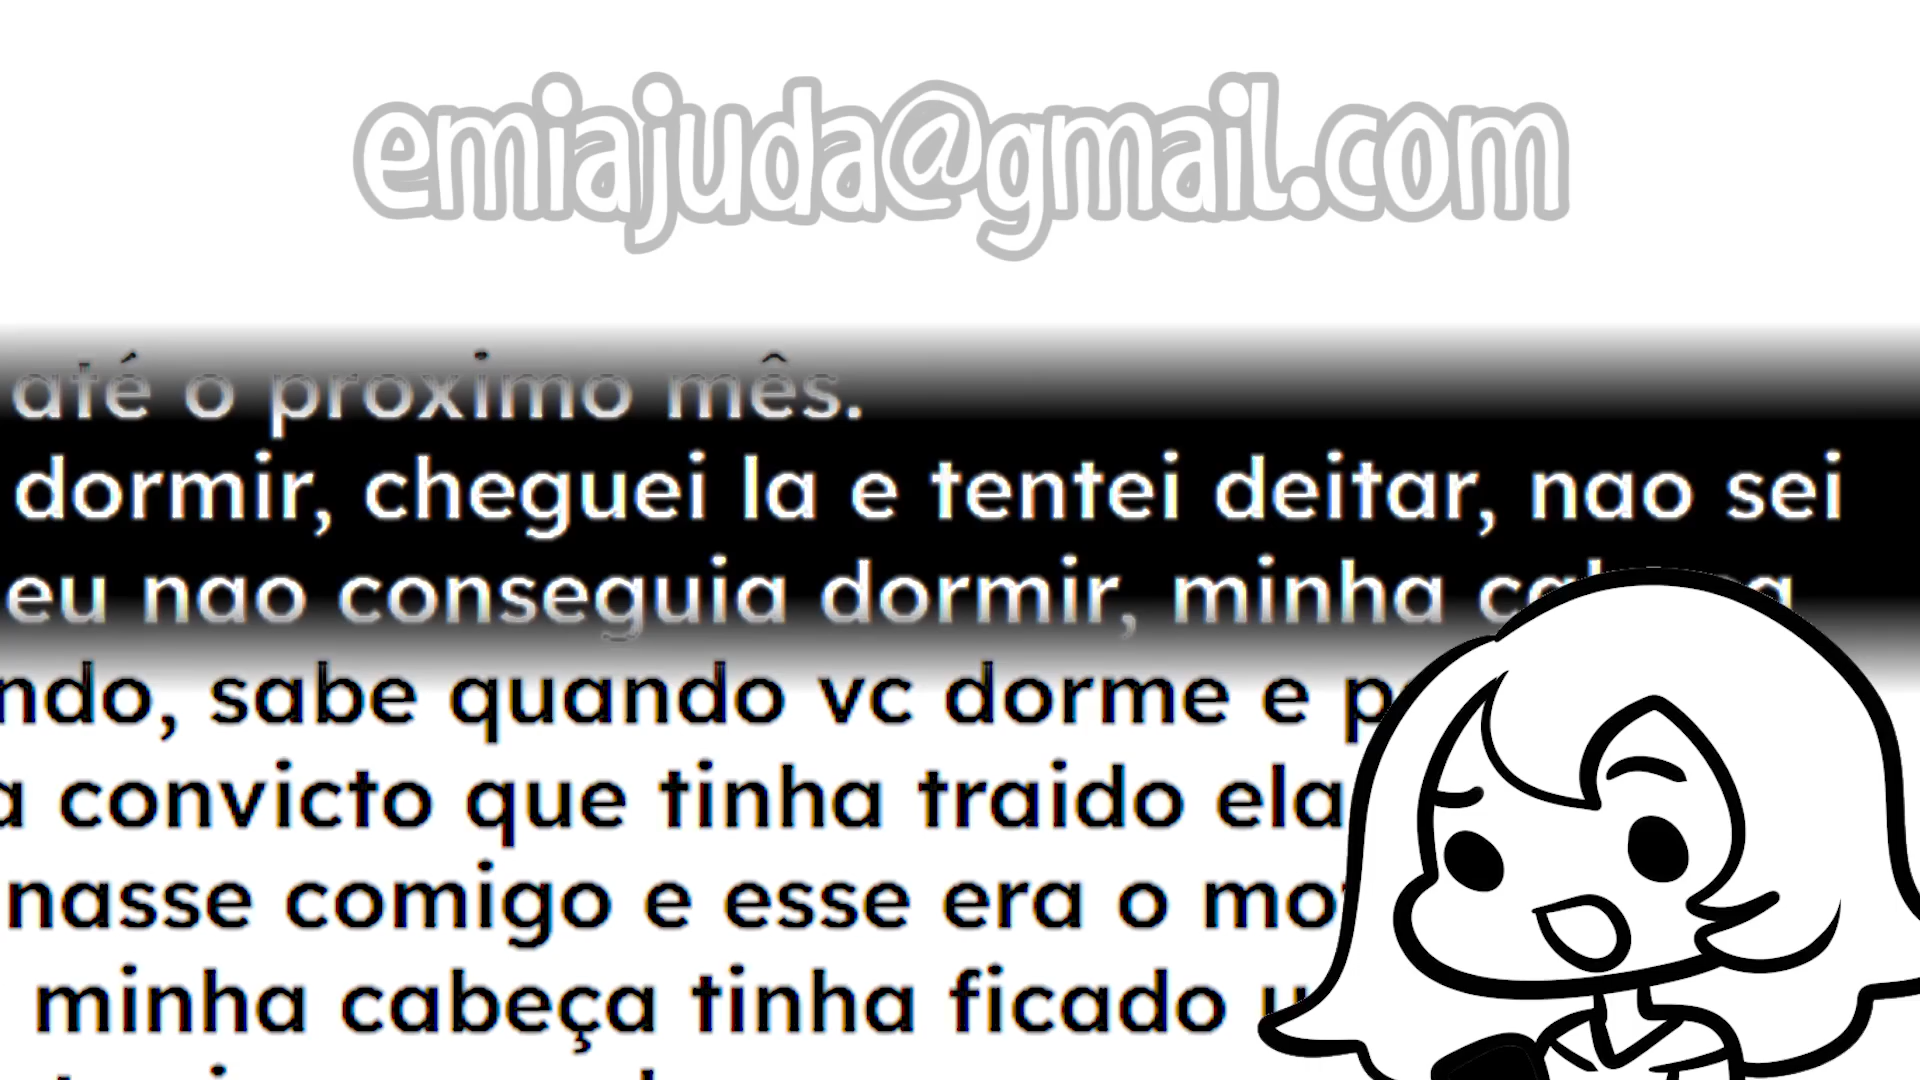 emiajuda@gmail.com
até o proximo mês.
dormir, cheguei la e tentei deitar, nao sei
eu nao conseguia dormir, minha
ndo, sabe quando vc dorme e
a convicto que tinha traido ela
nasse comigo e esse era o
minha cabeça tinha ficado